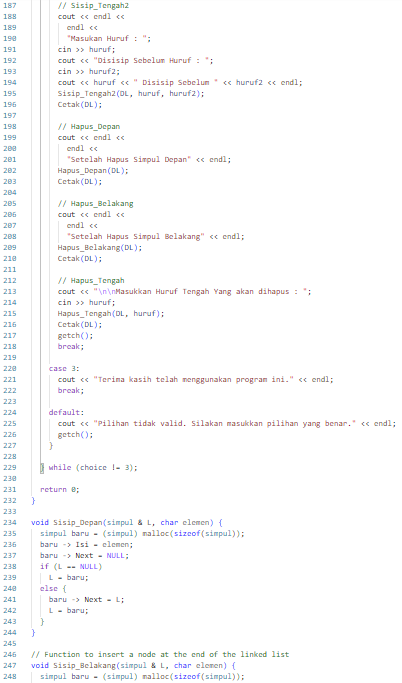 187 // Sisip_Tengah2
188 cout << endl <<
189 endl <<
190 "Masukan Huruf : ";
191 cin >> huruf;
192 cout << "Disisip Sebelum Huruf : ";
193 cin >> huruf2;
194 cout << huruf << " Disisip Sebelum " << huruf2 << endl;
195 Sisip_Tengah2(DL, huruf, huruf2);
196 Cetak(DL);
197
198 // Hapus_Depan
199 cout << endl <<
200 endl <<
201 "Setelah Hapus Simpul Depan" << endl;
202 Hapus_Depan(DL);
203 Cetak(DL);
204
205 // Hapus_Belakang
206 cout << endl <<
207 endl <<
208 "Setelah Hapus Simpul Belakang" << endl;
209 Hapus_Belakang(DL);
210 Cetak(DL);
211
212 // Hapus_Tengah
213 cout << "\n\nMasukkan Huruf Tengah Yang akan dihapus : ";
214 cin >> huruf;
215 Hapus_Tengah(DL, huruf);
216 Cetak(DL);
217 getch();
218 break;
219
220 case 3:
221 cout << "Terima kasih telah menggunakan program ini." << endl;
222 break;
223
224 default:
225 cout << "Pilihan tidak valid. Silakan masukkan pilihan yang benar." << endl;
226 getch();
227 }
228
229 } while (choice != 3);
230
231 return 0;
232 }
233
234 void Sisip_Depan(simpul & L, char elemen) {
235 simpul baru = (simpul) malloc(sizeof(simpul));
236 baru -> Isi = elemen;
237 baru -> Next = NULL;
238 if (L == NULL)
239 L = baru;
240 else {
241 baru -> Next = L;
242 L = baru;
243 }
244 }
245
246 // Function to insert a node at the end of the linked list
247 void Sisip_Belakang(simpul & L, char elemen) {
248 simpul baru = (simpul) malloc(sizeof(simpul));